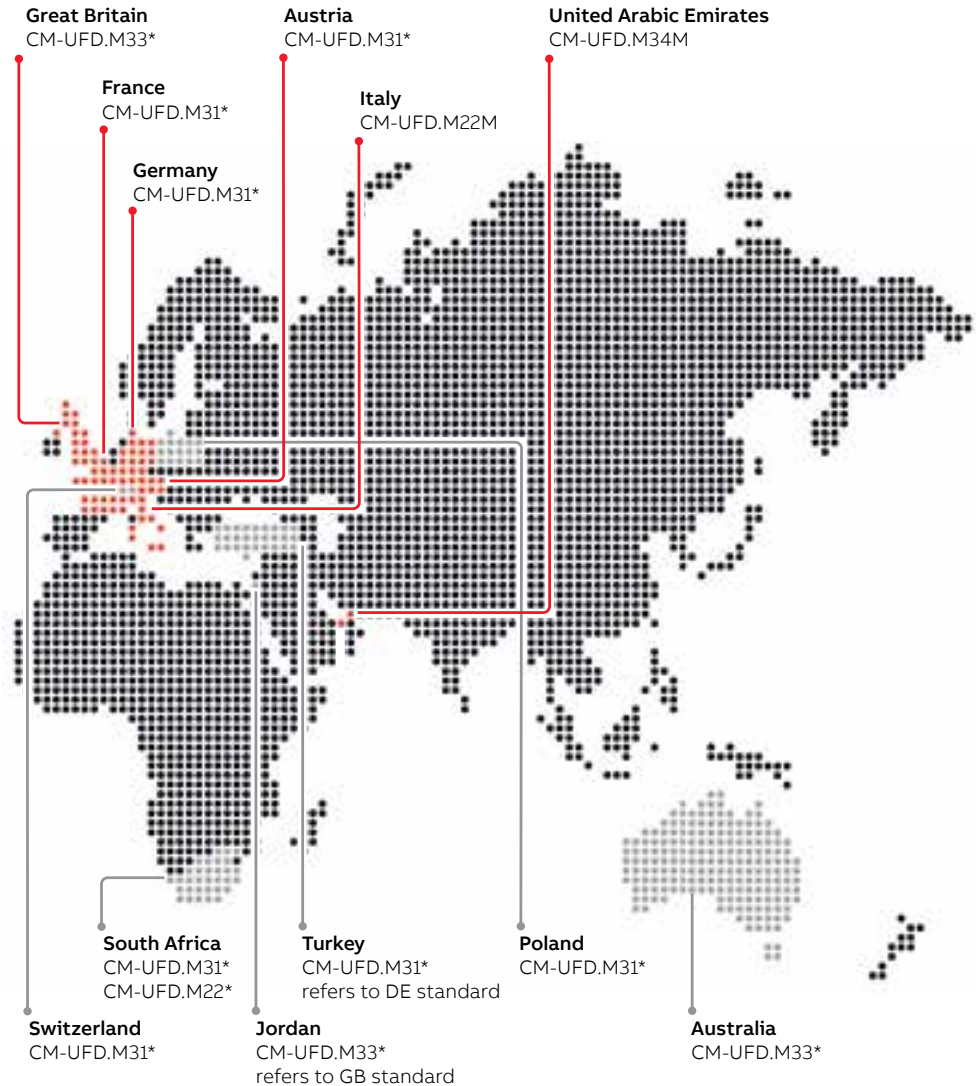 Great Britain
CM-UFD.M33*
Austria
CM-UFD.M31*
United Arabic Emirates
CM-UFD.M34M
France
CM-UFD.M31*
Italy
CM-UFD.M22M
Germany
CM-UFD.M31*
South Africa
CM-UFD.M31*
CM-UFD.M22*
Turkey
CM-UFD.M31*
refers to DE standard
Poland
CM-UFD.M31*
Switzerland
CM-UFD.M31*
Jordan
CM-UFD.M33*
refers to GB standard
Australia
CM-UFD.M33*